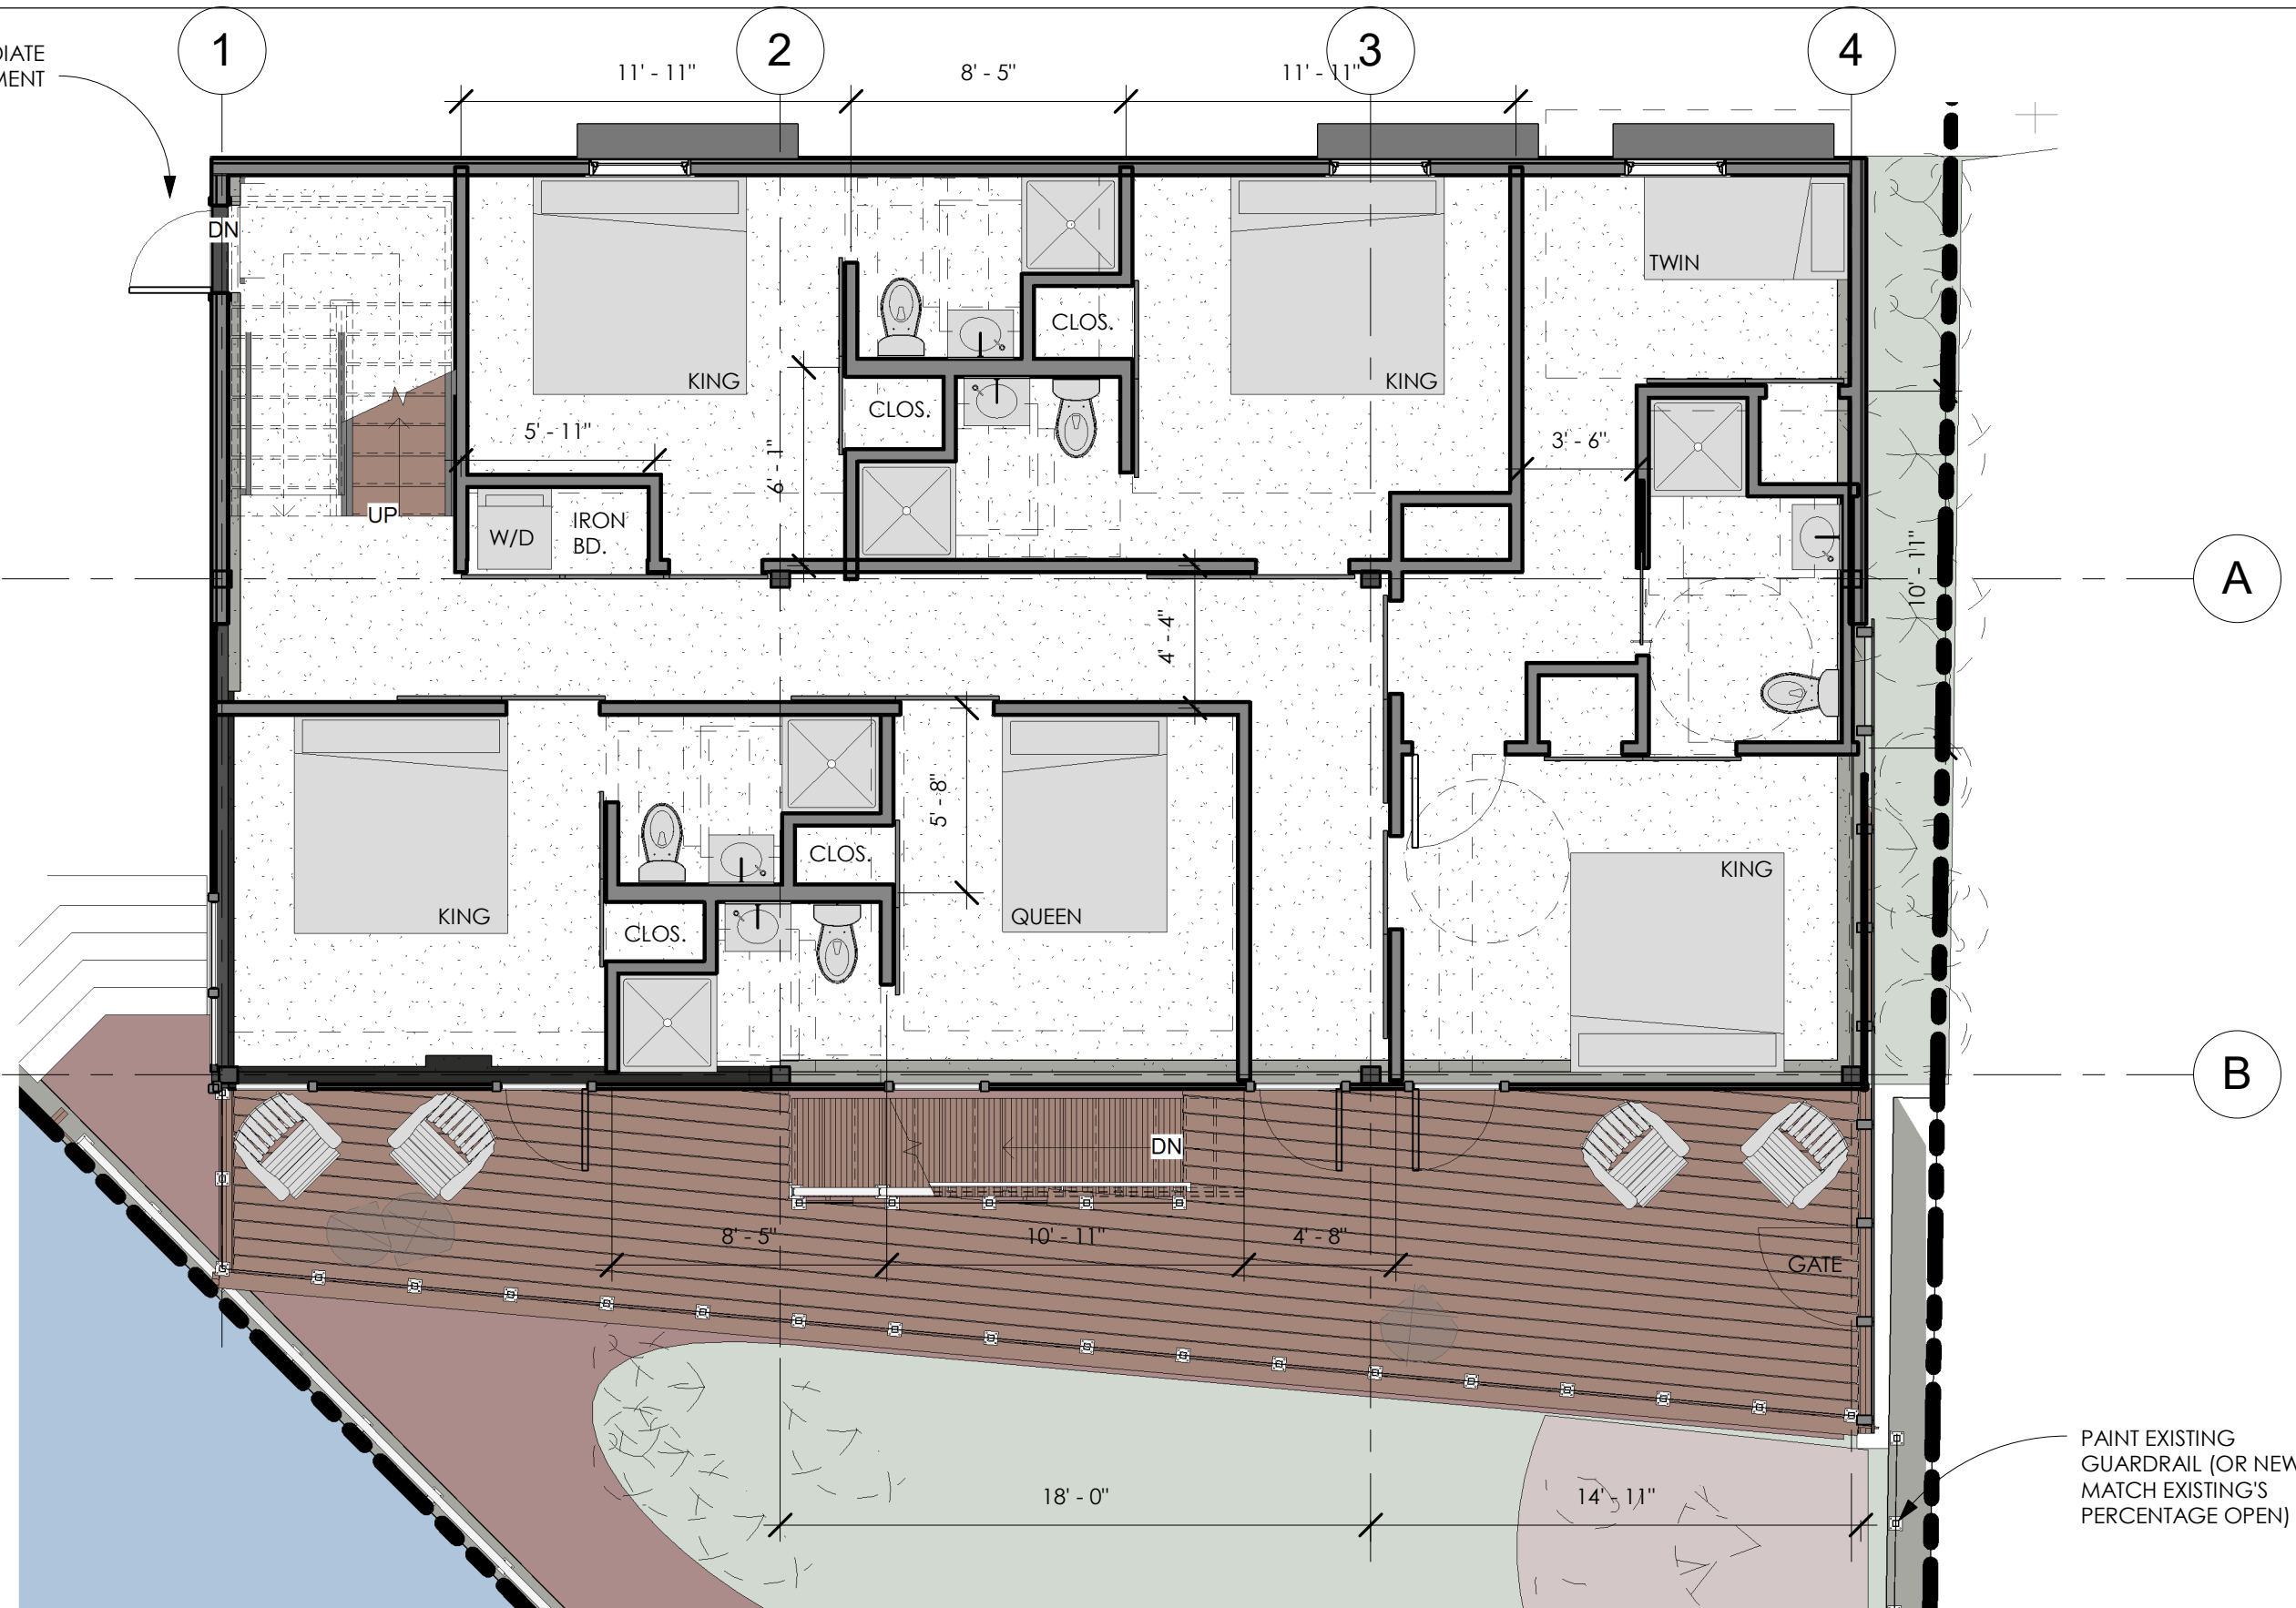 1
2
3
4
DIATE
MENT
11' - 11"
8' - 5"
11' - 11"
DN
TWIN
CLOS.
KING
KING
CLOS.
5' - 11"
6' - 1"
3' - 6"
UP
W/D
IRON
BD.
10' - 11"
A
4' - 4"
5' - 8"
CLOS.
KING
KING
QUEEN
CLOS.
B
DN
8' - 5"
10' - 11"
4' - 8"
GATE
18' - 0"
14' - 11"
PAINT EXISTING
GUARDRAIL (OR NEW
MATCH EXISTING'S
PERCENTAGE OPEN)